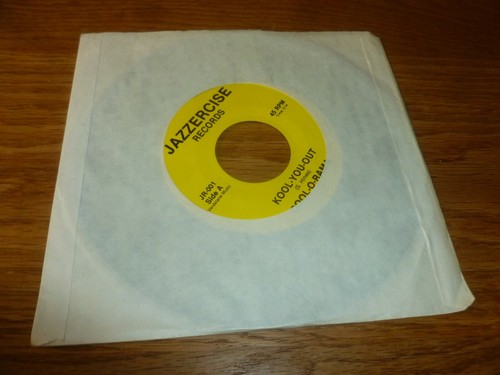 JAZZERCISE
RECORDS
45 RPM
JR-001
Side A
KOOL-YOU-OUT